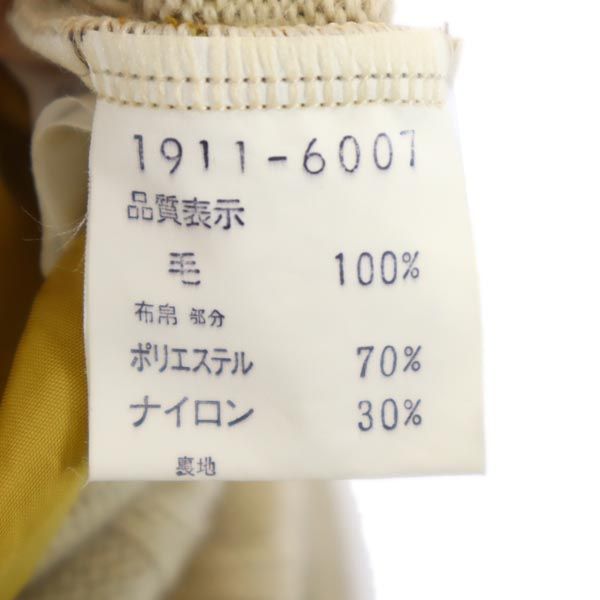 1911-6007
品質表示
毛 100%
布帛 部分
ポリエステル 70%
ナイロン 30%
裏地